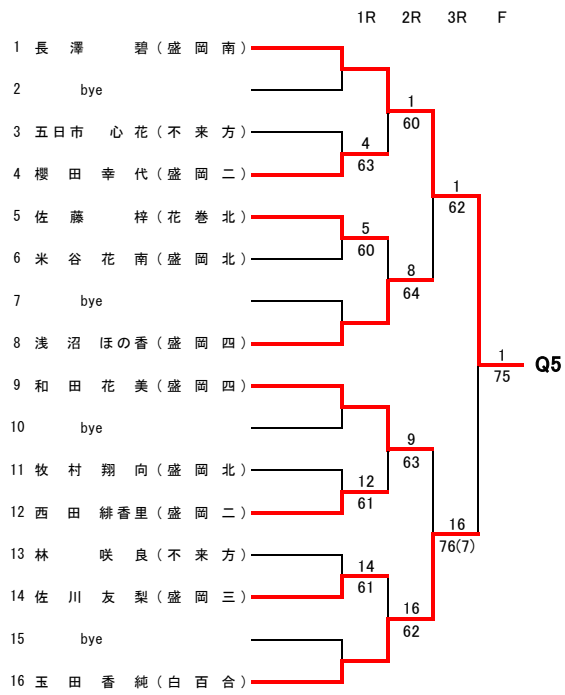 1R 2R 3R F
1 長澤 碧(盛岡南)
2 bye
1
60
3 五日市 心花(不来方)
4
63
4 櫻田幸代(盛岡二)
1
62
5 佐藤 梓(花巻北)
5
60
6 米谷花南(盛岡北)
8
64
7 bye
8 浅沼ほの香(盛岡四)
1
75
Q5
9 和田花美(盛岡四)
10 bye
9
63
11 牧村翔向(盛岡北)
12
61
12 西田緋香里(盛岡二)
16
76(7)
13 林 咲良(不来方)
14
61
14 佐川友梨(盛岡三)
16
62
15 bye
16 玉田香純(白百合)